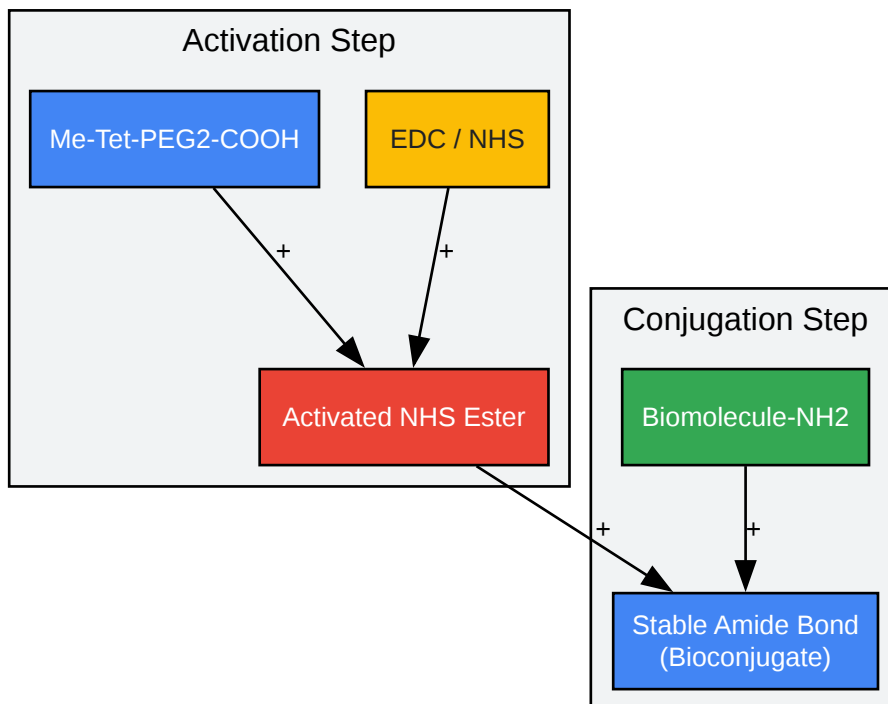 Activation Step
Me-Tet-PEG2-COOH
EDC / NHS
+
+
Activated NHS Ester
Conjugation Step
Biomolecule-NH2
+
+
Stable Amide Bond
(Bioconjugate)